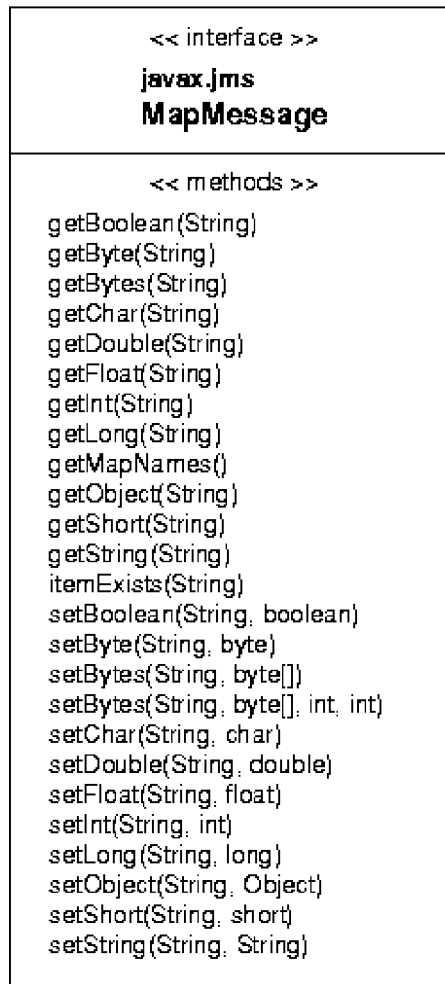 << interface >>
javax.jms
MapMessage
<< methods >>
getBoolean(String)
getByte(String)
getBytes(String)
getChar(String)
getDouble(String)
getFloat(String)
getInt(String)
getLong(String)
getMapNames()
getObject(String)
getShort(String)
getString(String)
itemExists(String)
setBoolean(String, boolean)
setByte(String, byte)
setBytes(String, byte[])
setBytes(String, byte[], int, int)
setChar(String, char)
setDouble(String, double)
setFloat(String, float)
setInt(String, int)
setLong(String, long)
setObject(String, Object)
setShort(String, short)
setString(String, String)